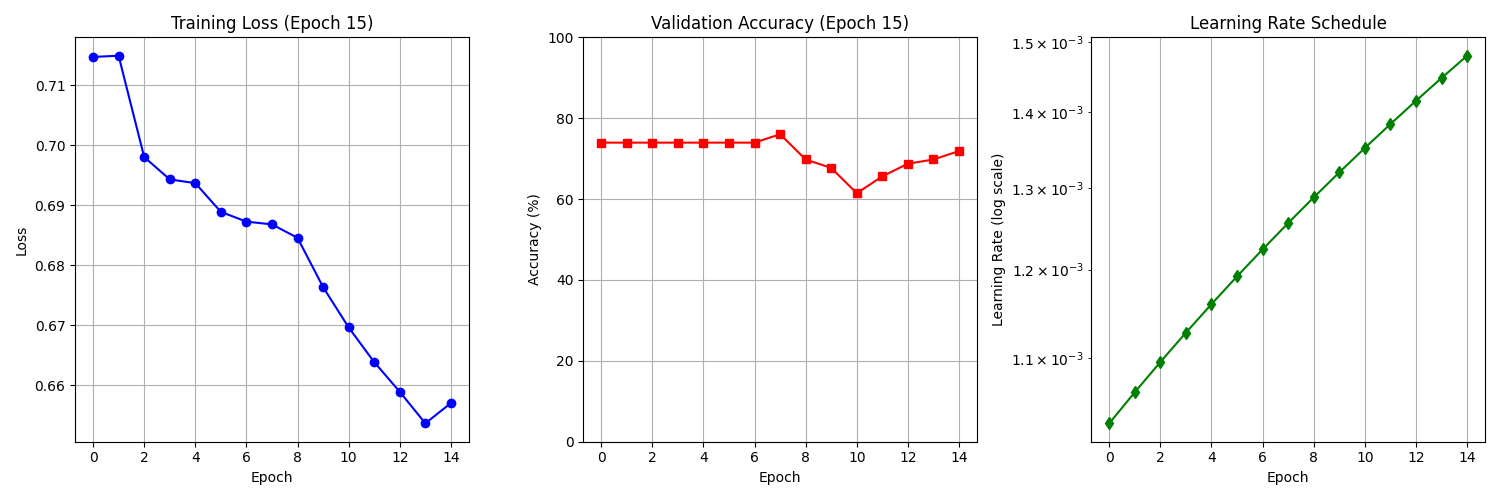 Training Loss (Epoch 15)
0.71
0.70
0.69
0.68
0.67
0.66
Loss
0 2 4 6 8 10 12 14
Epoch
Validation Accuracy (Epoch 15)
100
80
60
40
20
0
Accuracy (%)
0 2 4 6 8 10 12 14
Epoch
Learning Rate Schedule
1.5 × 10⁻³
1.4 × 10⁻³
1.3 × 10⁻³
1.2 × 10⁻³
1.1 × 10⁻³
Learning Rate (log scale)
0 2 4 6 8 10 12 14
Epoch